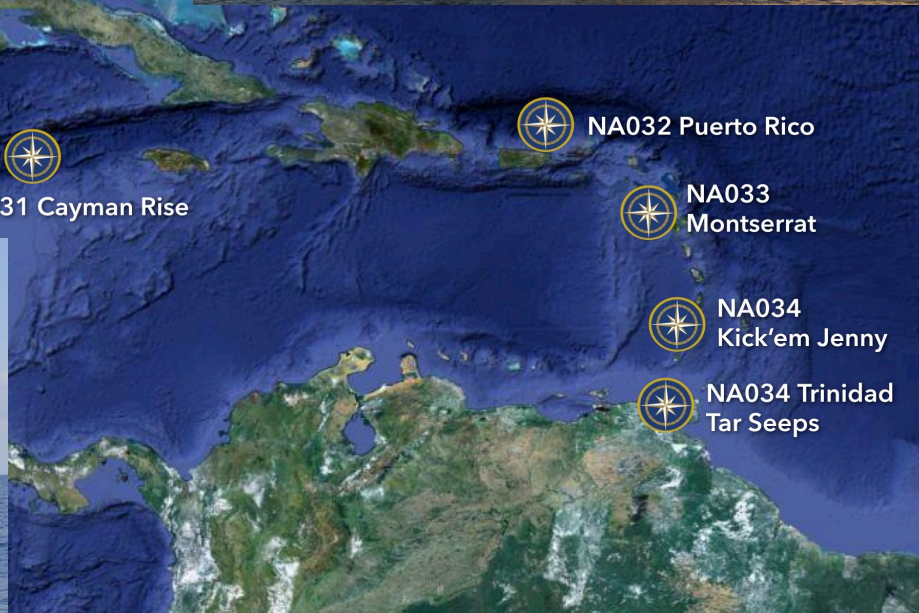 NA032 Puerto Rico
31 Cayman Rise
NA033
Montserrat
NA034
Kick'em Jenny
NA034 Trinidad
Tar Seeps